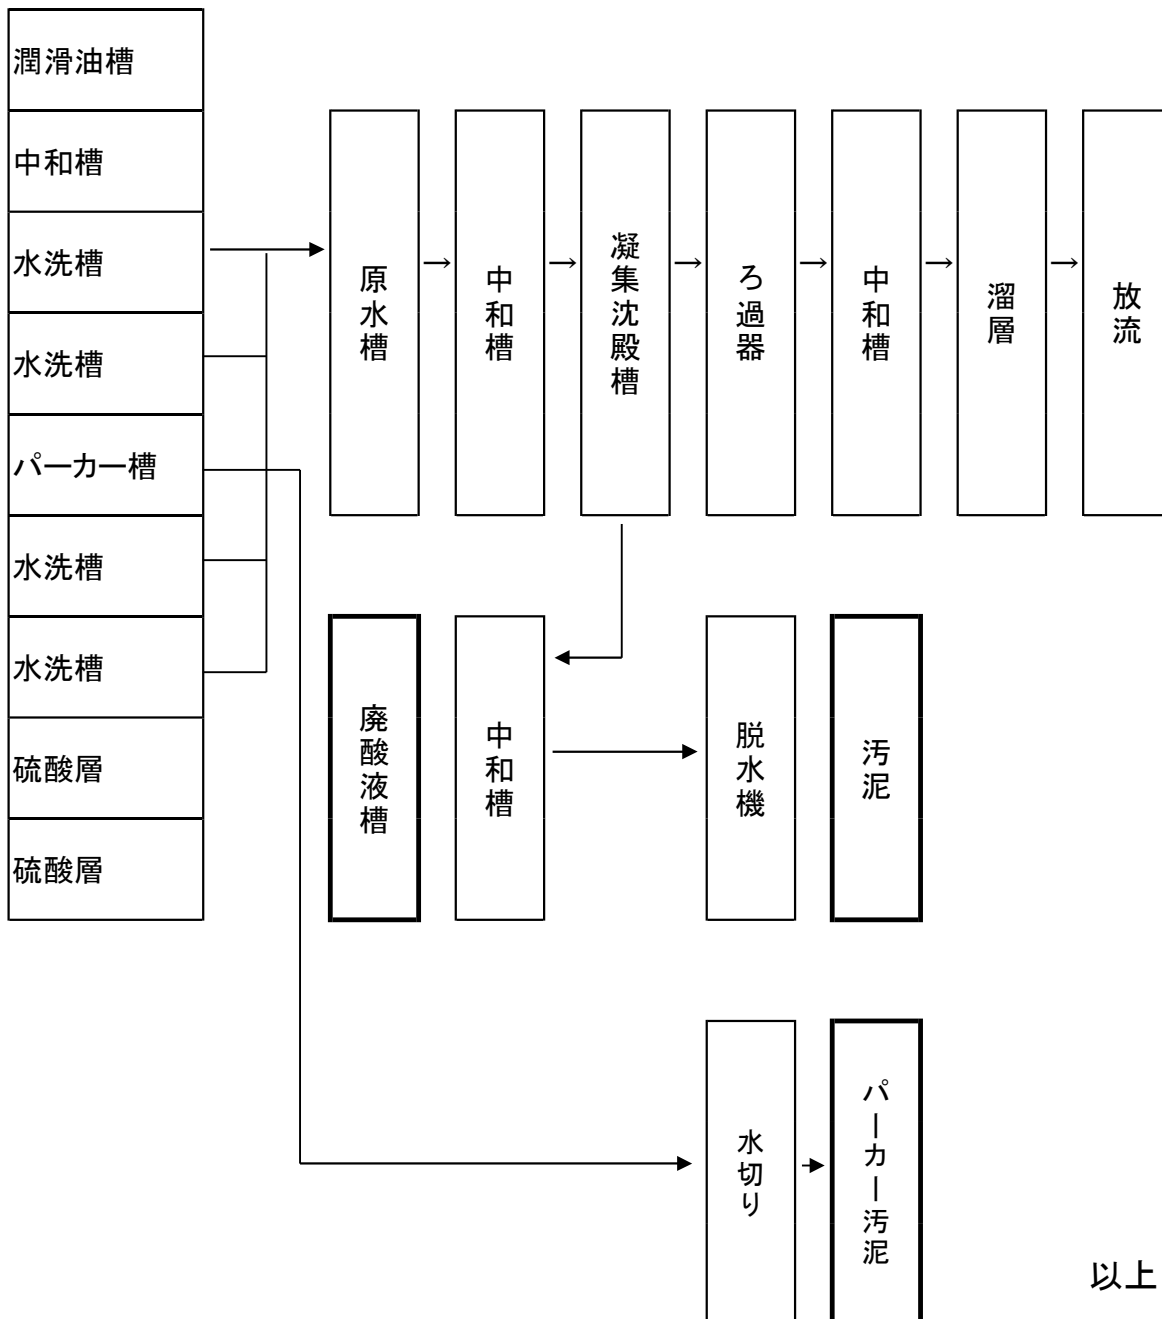 潤滑油槽
中和槽
水洗槽
水洗槽
パーカー槽
水洗槽
水洗槽
硫酸層
硫酸層
原水槽
→
中和槽
→
凝集沈殿槽
→
ろ過器
→
中和槽
→
溜層
→
放流
廃酸液槽
中和槽
脱水機
汚泥
水切り
パーカー汚泥
以上